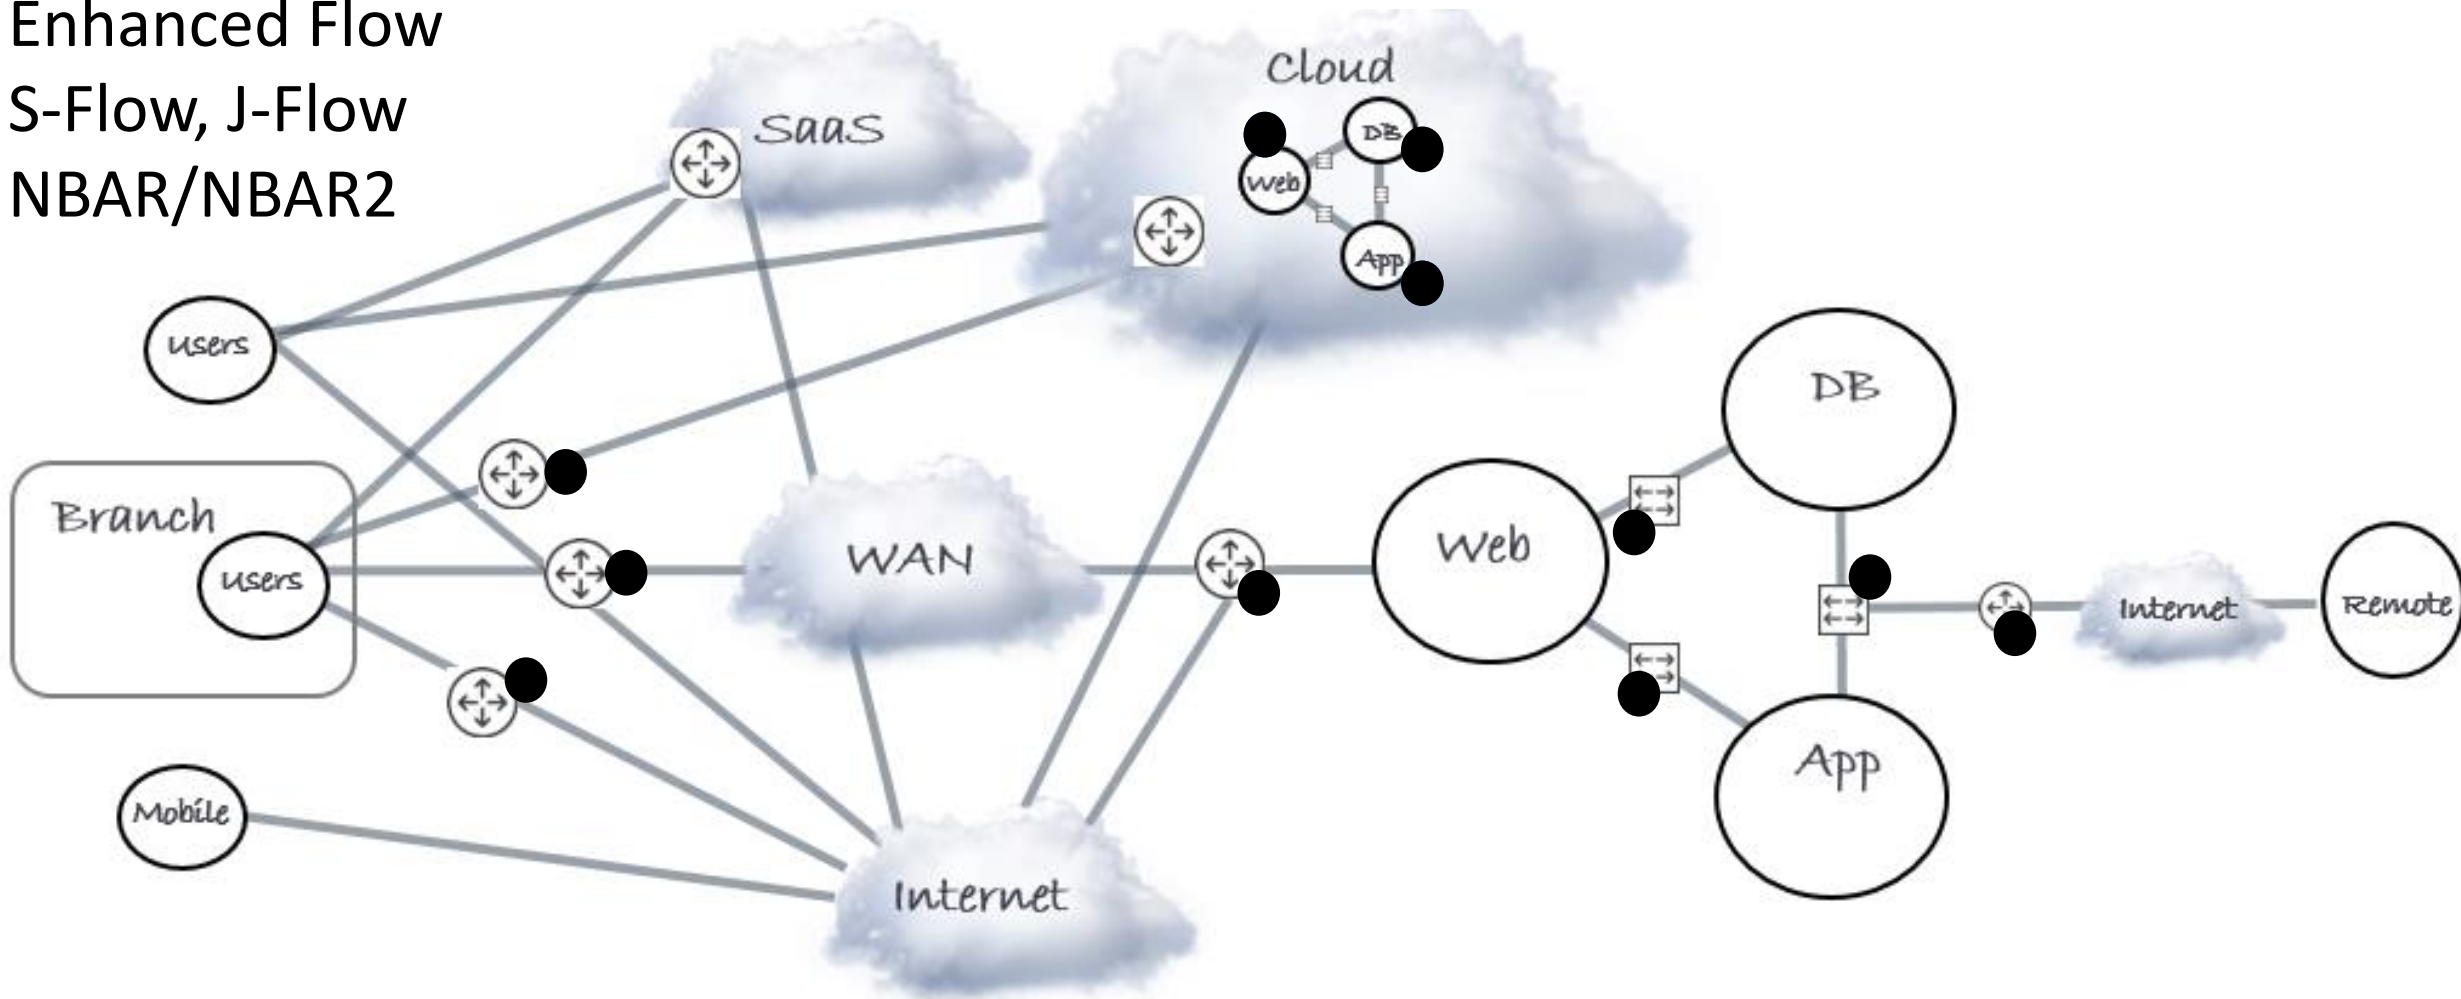 Enhanced Flow
S-Flow, J-Flow
NBAR/NBAR2
SaaS
Cloud
DB
Web
App
Users
Branch
Users
Mobile
WAN
Internet
Web
DB
App
Internet
Remote